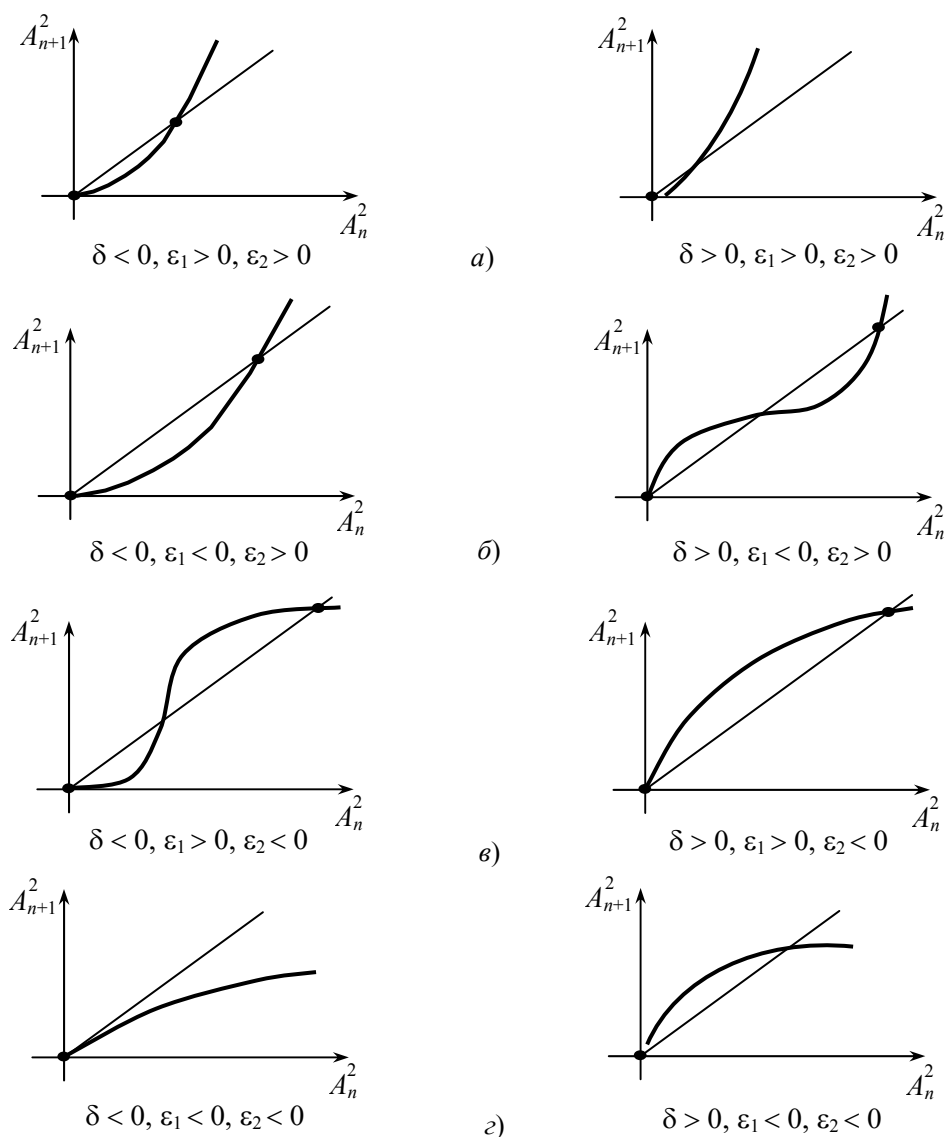 A²ₙ₊₁ A²ₙ₊₁
A²ₙ A²ₙ
δ < 0, ε₁ > 0, ε₂ > 0 а) δ > 0, ε₁ > 0, ε₂ > 0
A²ₙ₊₁ A²ₙ₊₁
A²ₙ A²ₙ
δ < 0, ε₁ < 0, ε₂ > 0 б) δ > 0, ε₁ < 0, ε₂ > 0
A²ₙ₊₁ A²ₙ₊₁
A²ₙ A²ₙ
δ < 0, ε₁ > 0, ε₂ < 0 в) δ > 0, ε₁ > 0, ε₂ < 0
A²ₙ₊₁ A²ₙ₊₁
A²ₙ A²ₙ
δ < 0, ε₁ < 0, ε₂ < 0 г) δ > 0, ε₁ < 0, ε₂ < 0